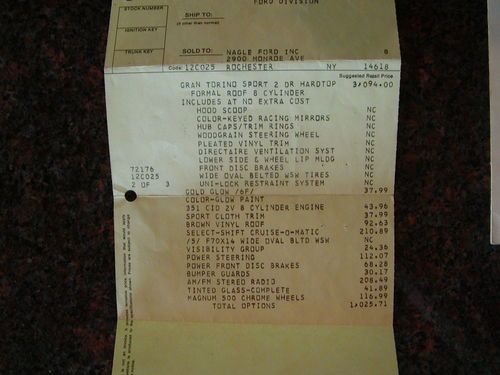 FORD DIVISION
STOCK NUMBER
SHIP TO:
(if other than named)
IGNITION KEY
TRUNK KEY
SOLD TO: NAGLE FORD INC 8
2900 MONROE AVE
Code: 12C025 ROCHESTER NY 14618
Suggested Retail Price
GRAN TORINO SPORT 2 DR HARDTOP 3,094.00
FORMAL ROOF 8 CYLINDER
INCLUDES AT NO EXTRA COST
HOOD SCOOP NC
COLOR-KEYED RACING MIRRORS NC
HUB CAPS/TRIM RINGS NC
WOODGRAIN STEERING WHEEL NC
PLEATED VINYL TRIM NC
DIRECTAIRE VENTILATION SYST NC
LOWER SIDE & WHEEL LIP MLDG NC
72176 FRONT DISC BRAKES NC
12C025 WIDE OVAL BELTED WSW TIRES NC
2 OF 3 UNI-LOCK RESTRAINT SYSTEM NC
GOLD GLOW /6F/ 37.99
COLOR-GLOW PAINT
351 CID 2V 8 CYLINDER ENGINE 43.96
SPORT CLOTH TRIM 37.99
BROWN VINYL ROOF 92.63
SELECT-SHIFT CRUISE-O-MATIC 210.89
/5/ F70X14 WIDE OVAL BLTD WSW NC
VISIBILITY GROUP 24.36
POWER STEERING 112.07
POWER FRONT DISC BRAKES 68.28
BUMPER GUARDS 30.17
AM/FM STEREO RADIO 208.49
TINTED GLASS-COMPLETE 41.89
MAGNUM 500 CHROME WHEELS 116.99
TOTAL OPTIONS 1,025.71